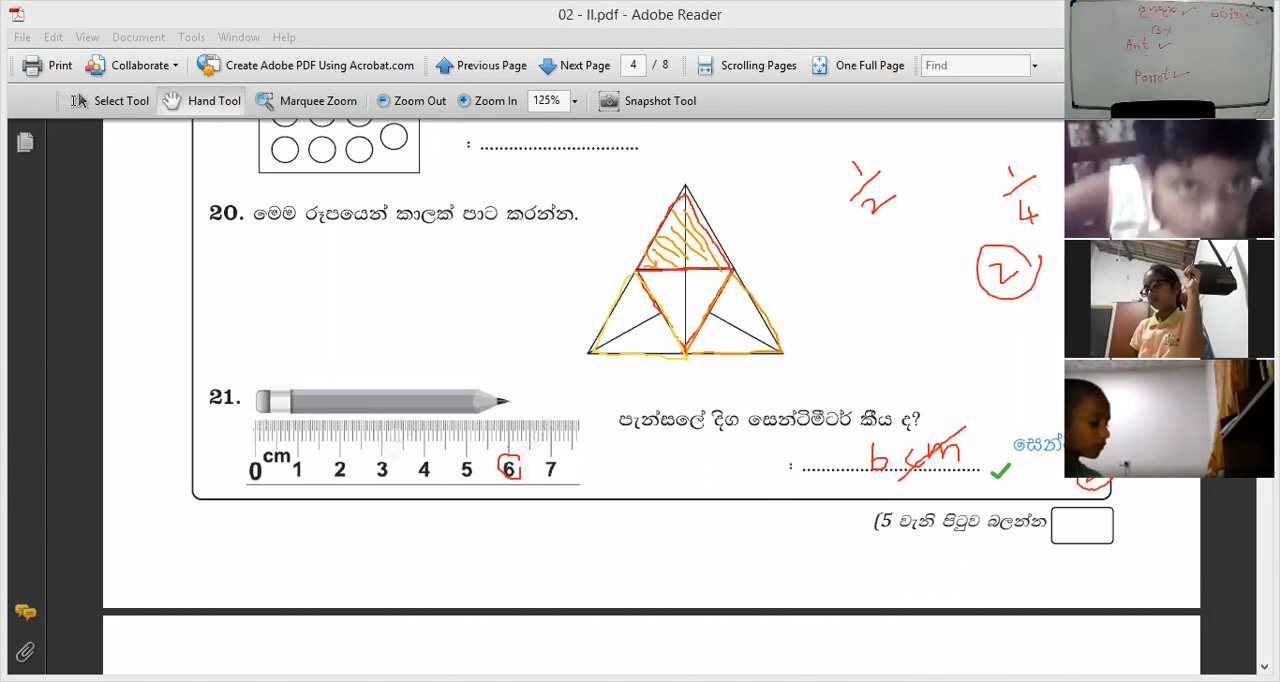 02 - II.pdf - Adobe Reader
File Edit View Document Tools Window Help
Print Collaborate Create Adobe PDF Using Acrobat.com Previous Page Next Page 4 / 8 Scrolling Pages One Full Page Find
Select Tool Hand Tool Marquee Zoom Zoom Out Zoom In 125% Snapshot Tool
Ant
Parrot
: .................................
20. මෙම රූපයෙන් කාලක් පාට කරන්න.
1/2
1/4
2
21.
පැන්සලේ දිග සෙන්ටිමීටර් කීය ද?
0 cm 1 2 3 4 5 6 7
: ................................. 6 cm
සෙන්
(5 වැනි පිටුව බලන්න